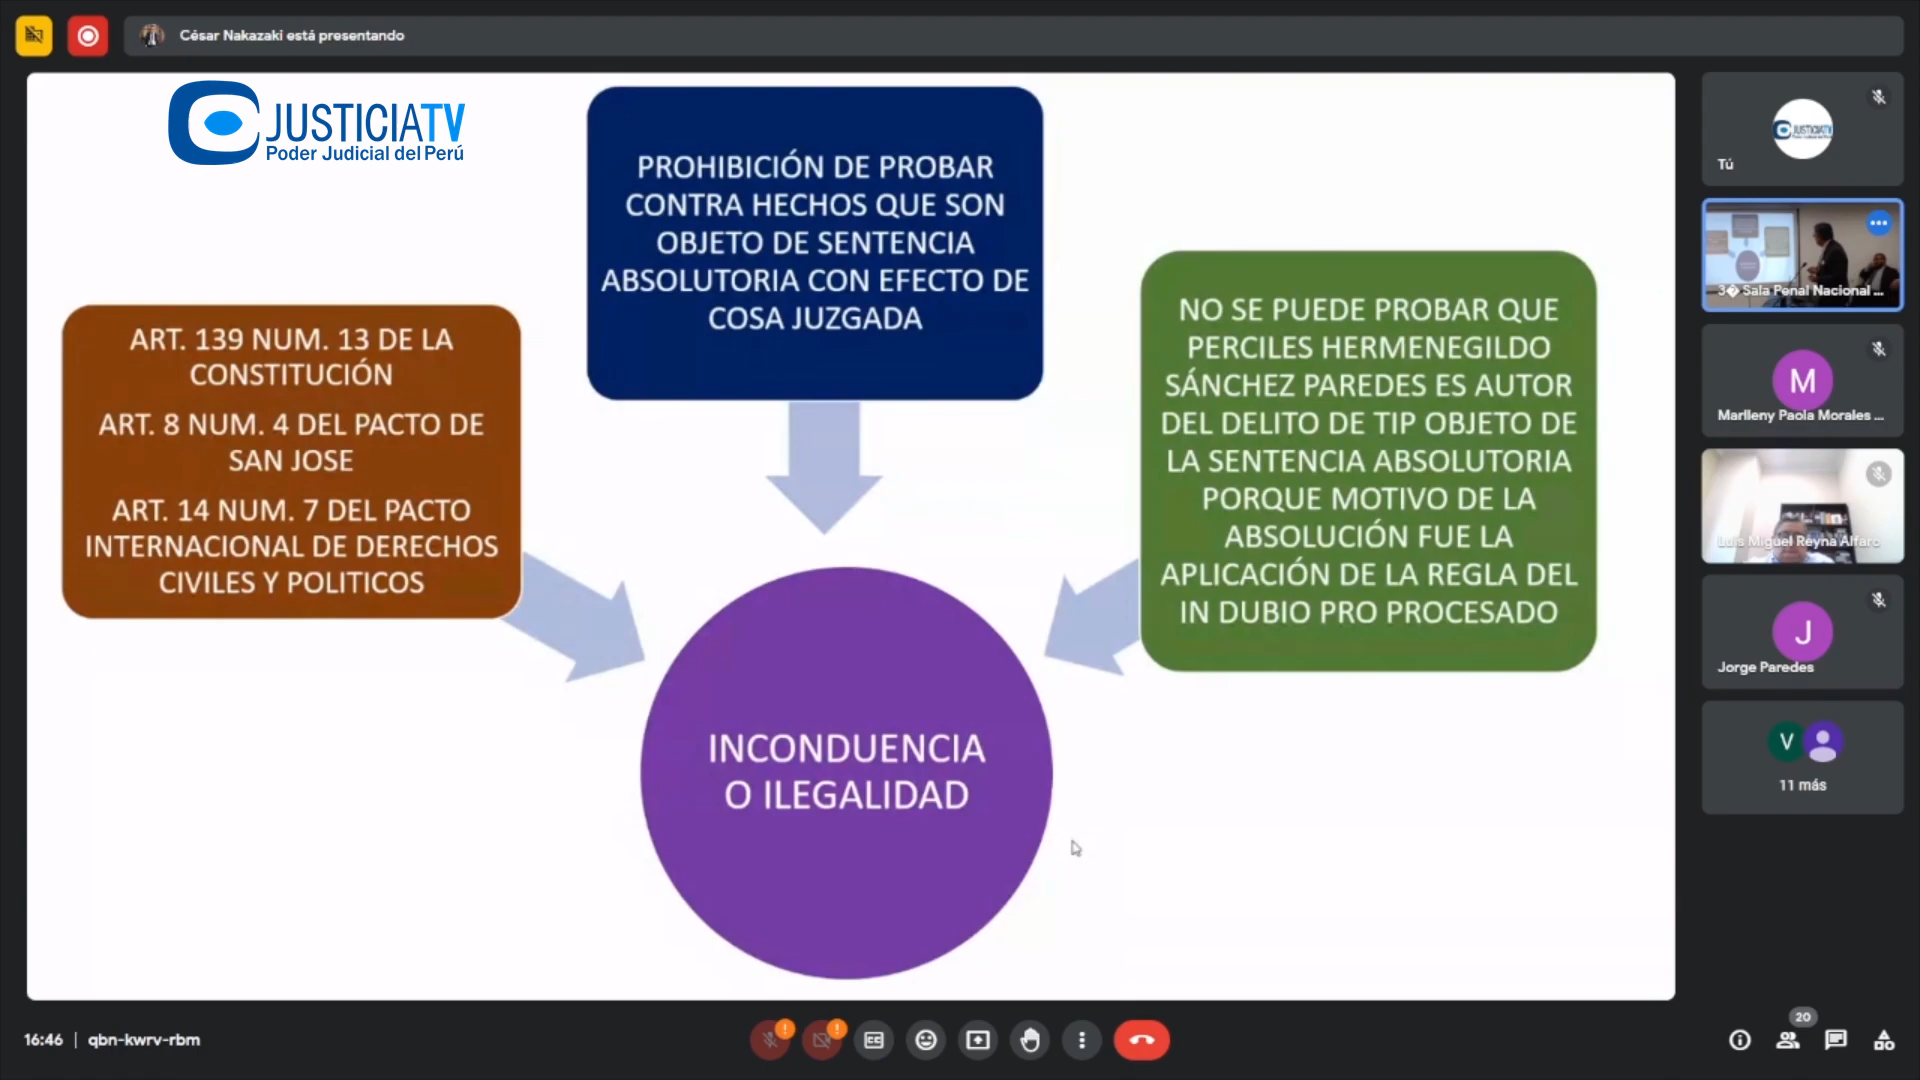 César Nakazaki está presentando
JUSTICIATV
Poder Judicial del Perú
PROHIBICIÓN DE PROBAR
CONTRA HECHOS QUE SON
OBJETO DE SENTENCIA
ABSOLUTORIA CON EFECTO DE
COSA JUZGADA
ART. 139 NUM. 13 DE LA
CONSTITUCIÓN
ART. 8 NUM. 4 DEL PACTO DE
SAN JOSE
ART. 14 NUM. 7 DEL PACTO
INTERNACIONAL DE DERECHOS
CIVILES Y POLITICOS
NO SE PUEDE PROBAR QUE
PERCILES HERMENEGILDO
SÁNCHEZ PAREDES ES AUTOR
DEL DELITO DE TIP OBJETO DE
LA SENTENCIA ABSOLUTORIA
PORQUE MOTIVO DE LA
ABSOLUCIÓN FUE LA
APLICACIÓN DE LA REGLA DEL
IN DUBIO PRO PROCESADO
INCONDUENCIA
O ILEGALIDAD
JUSTICIATV
Tú
3� Sala Penal Nacional ...
M
Marlleny Paola Morales ...
Luis Miguel Reyna Alfaro
J
Jorge Paredes
V
11 más
16:46 | qbn-kwrv-rbm
20